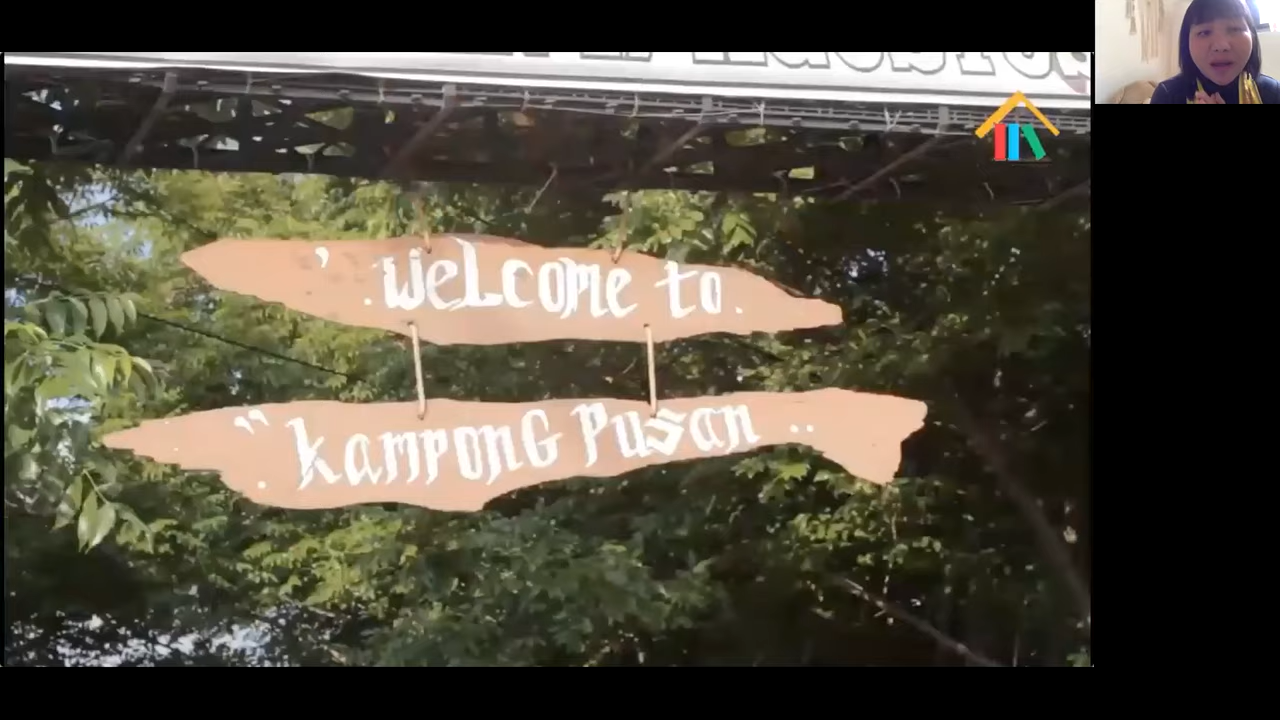 ' . Welcome to .
" . Kampong Pusan ..